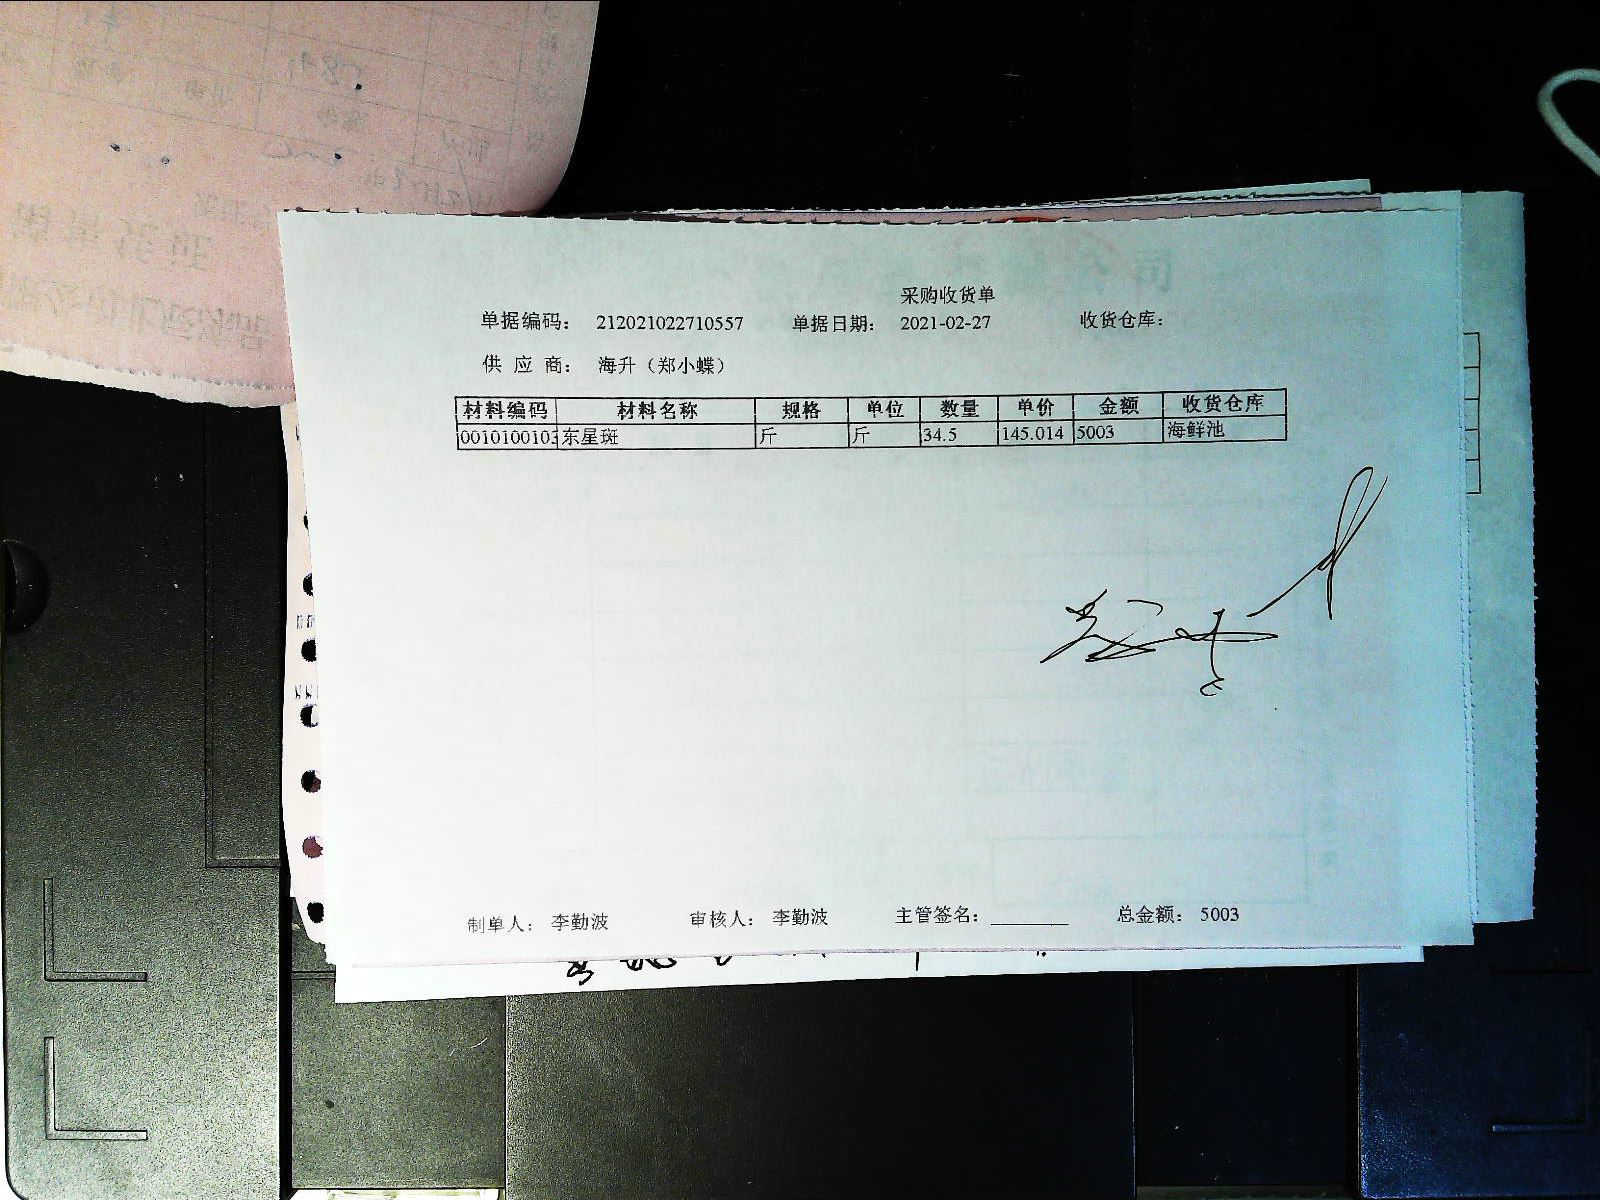 采购收货单
单据编码： 212021022710557 单据日期： 2021-02-27 收货仓库：
供 应 商： 海升（郑小蝶）
材料编码 材料名称 规格 单位 数量 单价 金额 收货仓库
0010100103 东星斑 斤 斤 34.5 145.014 5003 海鲜池
制单人： 李勤波 审核人： 李勤波 主管签名： 总金额： 5003